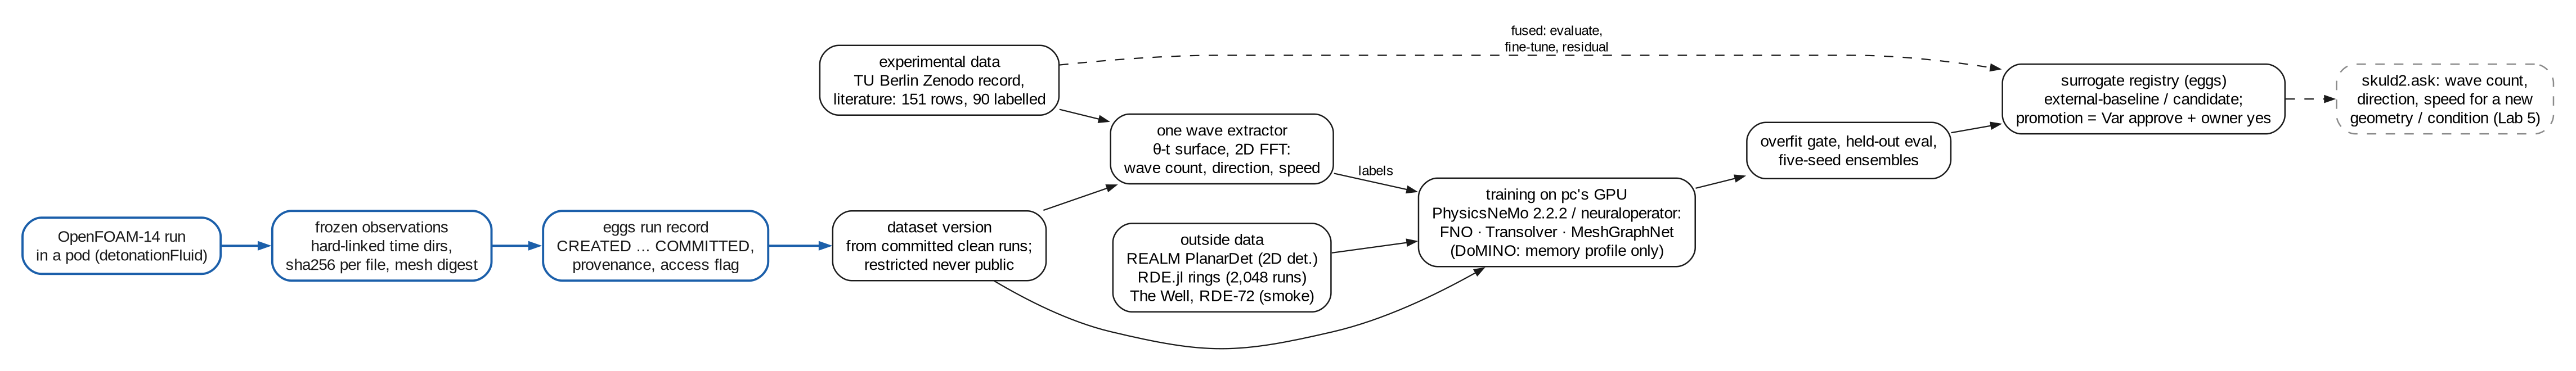 OpenFOAM-14 run
in a pod (detonationFluid)
frozen observations
hard-linked time dirs,
sha256 per file, mesh digest
eggs run record
CREATED ... COMMITTED,
provenance, access flag
experimental data
TU Berlin Zenodo record,
literature: 151 rows, 90 labelled
dataset version
from committed clean runs;
restricted never public
one wave extractor
θ-t surface, 2D FFT:
wave count, direction, speed
outside data
REALM PlanarDet (2D det.)
RDE.jl rings (2,048 runs)
The Well, RDE-72 (smoke)
labels
training on pc's GPU
PhysicsNeMo 2.2.2 / neuraloperator:
FNO · Transolver · MeshGraphNet
(DoMINO: memory profile only)
fused: evaluate,
fine-tune, residual
overfit gate, held-out eval,
five-seed ensembles
surrogate registry (eggs)
external-baseline / candidate;
promotion = Var approve + owner yes
skuld2.ask: wave count,
direction, speed for a new
geometry / condition (Lab 5)